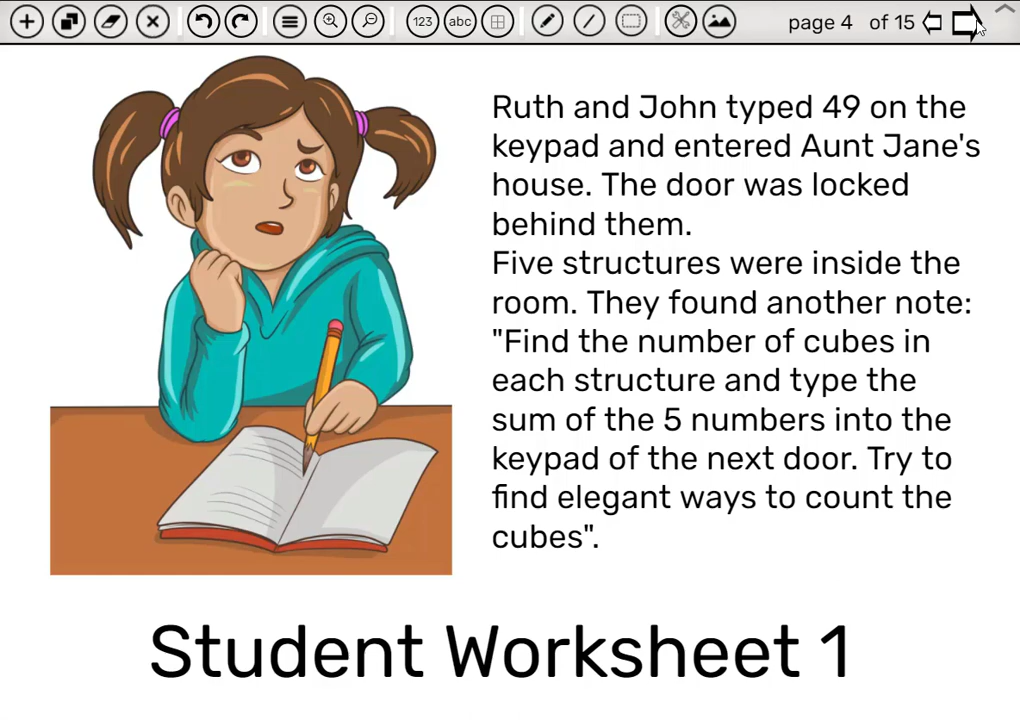 123 abc page 4 of 15
Ruth and John typed 49 on the
keypad and entered Aunt Jane's
house. The door was locked
behind them.
Five structures were inside the
room. They found another note:
"Find the number of cubes in
each structure and type the
sum of the 5 numbers into the
keypad of the next door. Try to
find elegant ways to count the
cubes".
Student Worksheet 1